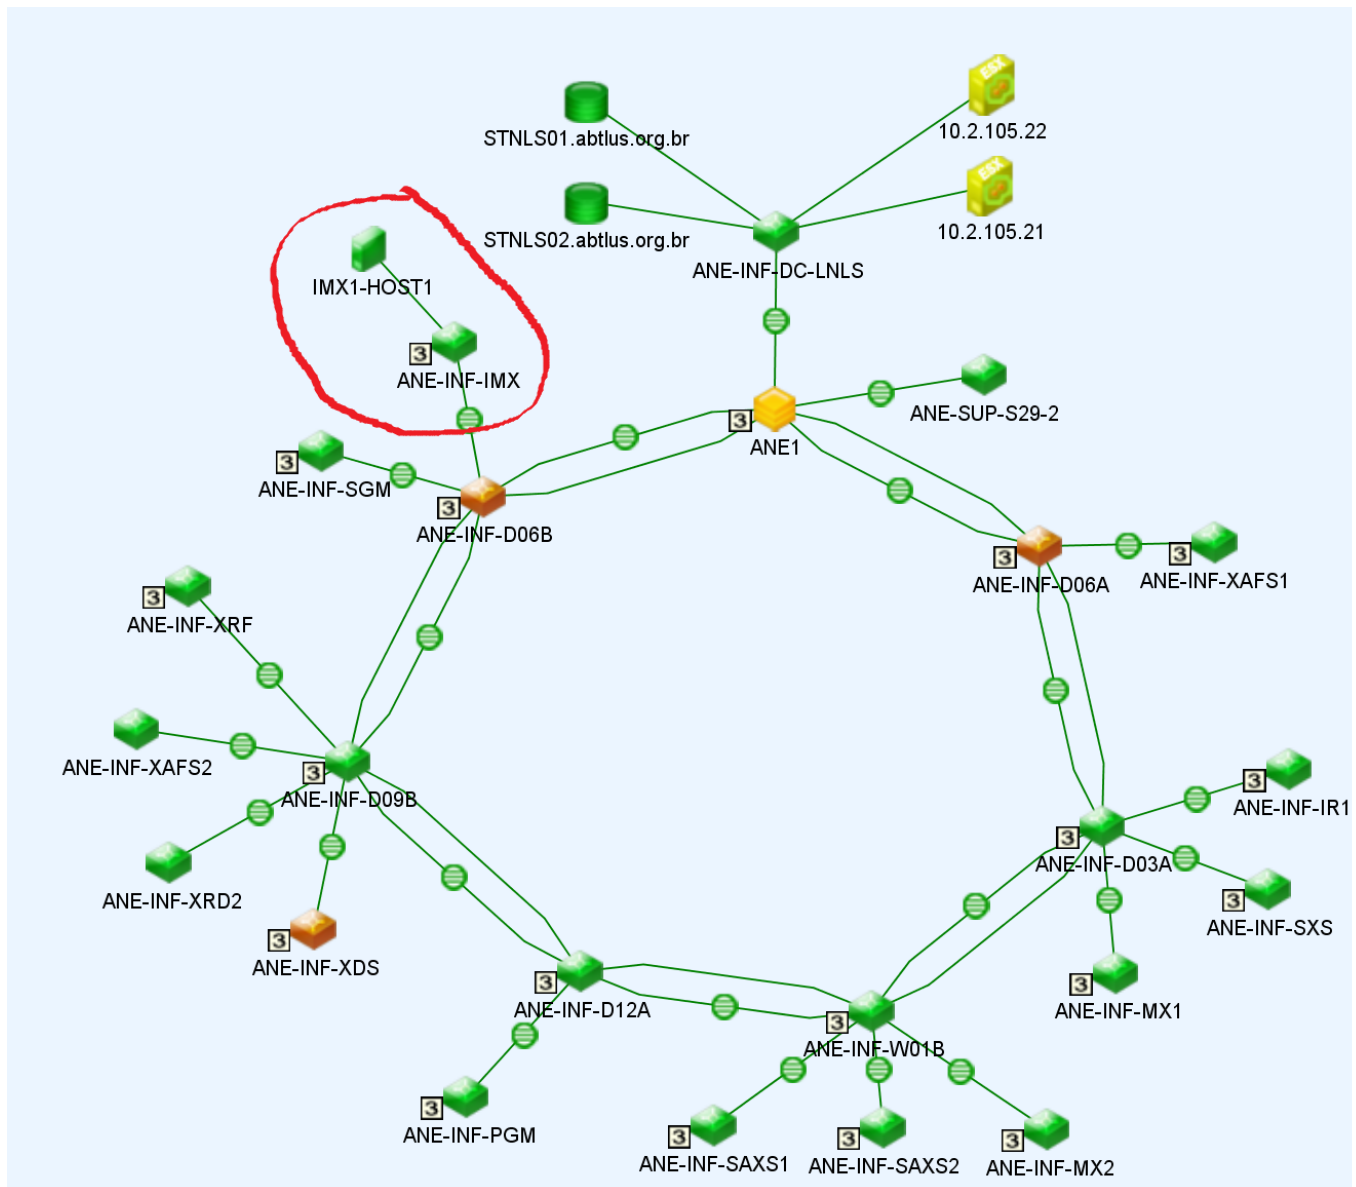 ESX
10.2.105.22
STNLS01.abtlus.org.br
ESX
10.2.105.21
STNLS02.abtlus.org.br
ANE-INF-DC-LNLS
IMX1-HOST1
3
ANE-INF-IMX
ANE-SUP-S29-2
3
ANE1
3
ANE-INF-SGM
3
ANE-INF-D06B
3
ANE-INF-D06A
3
ANE-INF-XAFS1
3
ANE-INF-XRF
ANE-INF-XAFS2
3
ANE-INF-D09B
3
ANE-INF-IR1
3
ANE-INF-D03A
ANE-INF-XRD2
3
ANE-INF-SXS
3
ANE-INF-XDS
3
ANE-INF-D12A
3
ANE-INF-MX1
3
ANE-INF-W01B
3
ANE-INF-PGM
3
ANE-INF-SAXS1
3
ANE-INF-SAXS2
3
ANE-INF-MX2